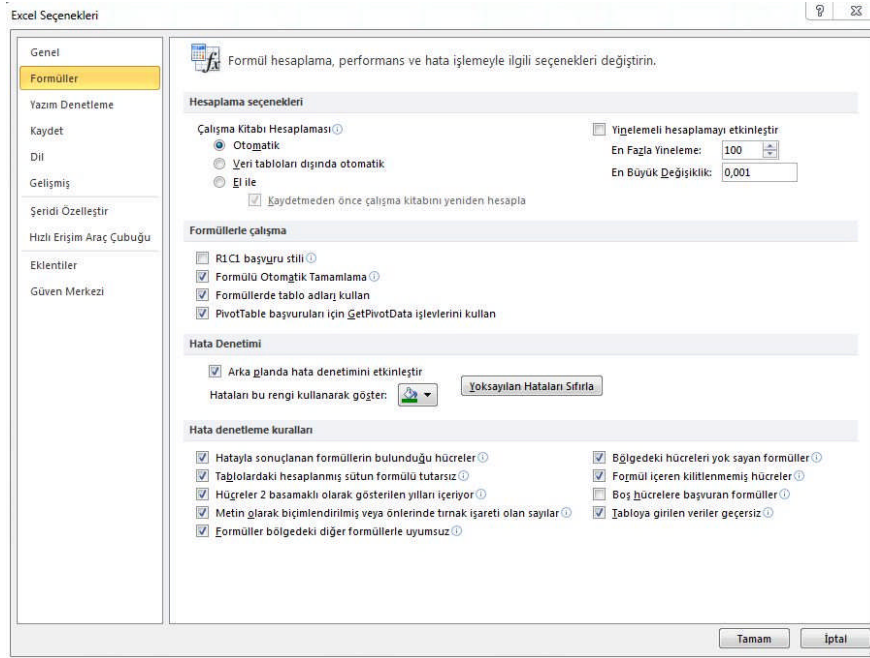 Excel Seçenekleri
Genel
Formüller
Yazım Denetleme
Kaydet
Dil
Gelişmiş
Şeridi Özelleştir
Hızlı Erişim Araç Çubuğu
Eklentiler
Güven Merkezi
Formül hesaplama, performans ve hata işlemeyle ilgili seçenekleri değiştirin.
Hesaplama seçenekleri
Çalışma Kitabı Hesaplaması
Otomatik
Veri tabloları dışında otomatik
El ile
Kaydetmeden önce çalışma kitabını yeniden hesapla
Yinelemeli hesaplamayı etkinleştir
En Fazla Yineleme: 100
En Büyük Değişiklik: 0,001
Formüllerle çalışma
R1C1 başvuru stili
Formülü Otomatik Tamamlama
Formüllerde tablo adları kullan
PivotTable başvuruları için GetPivotData işlevlerini kullan
Hata Denetimi
Arka planda hata denetimini etkinleştir
Hataları bu rengi kullanarak göster:
Yoksayılan Hataları Sıfırla
Hata denetleme kuralları
Hatayla sonuçlanan formüllerin bulunduğu hücreler
Tablolardaki hesaplanmış sütun formülü tutarsız
Hücreler 2 basamaklı olarak gösterilen yılları içeriyor
Metin olarak biçimlendirilmiş veya önlerinde tırnak işareti olan sayılar
Formüller bölgedeki diğer formüllerle uyumsuz
Bölgedeki hücreleri yok sayan formüller
Formül içeren kilitlenmemiş hücreler
Boş hücrelere başvuran formüller
Tabloya girilen veriler geçersiz
Tamam
İptal